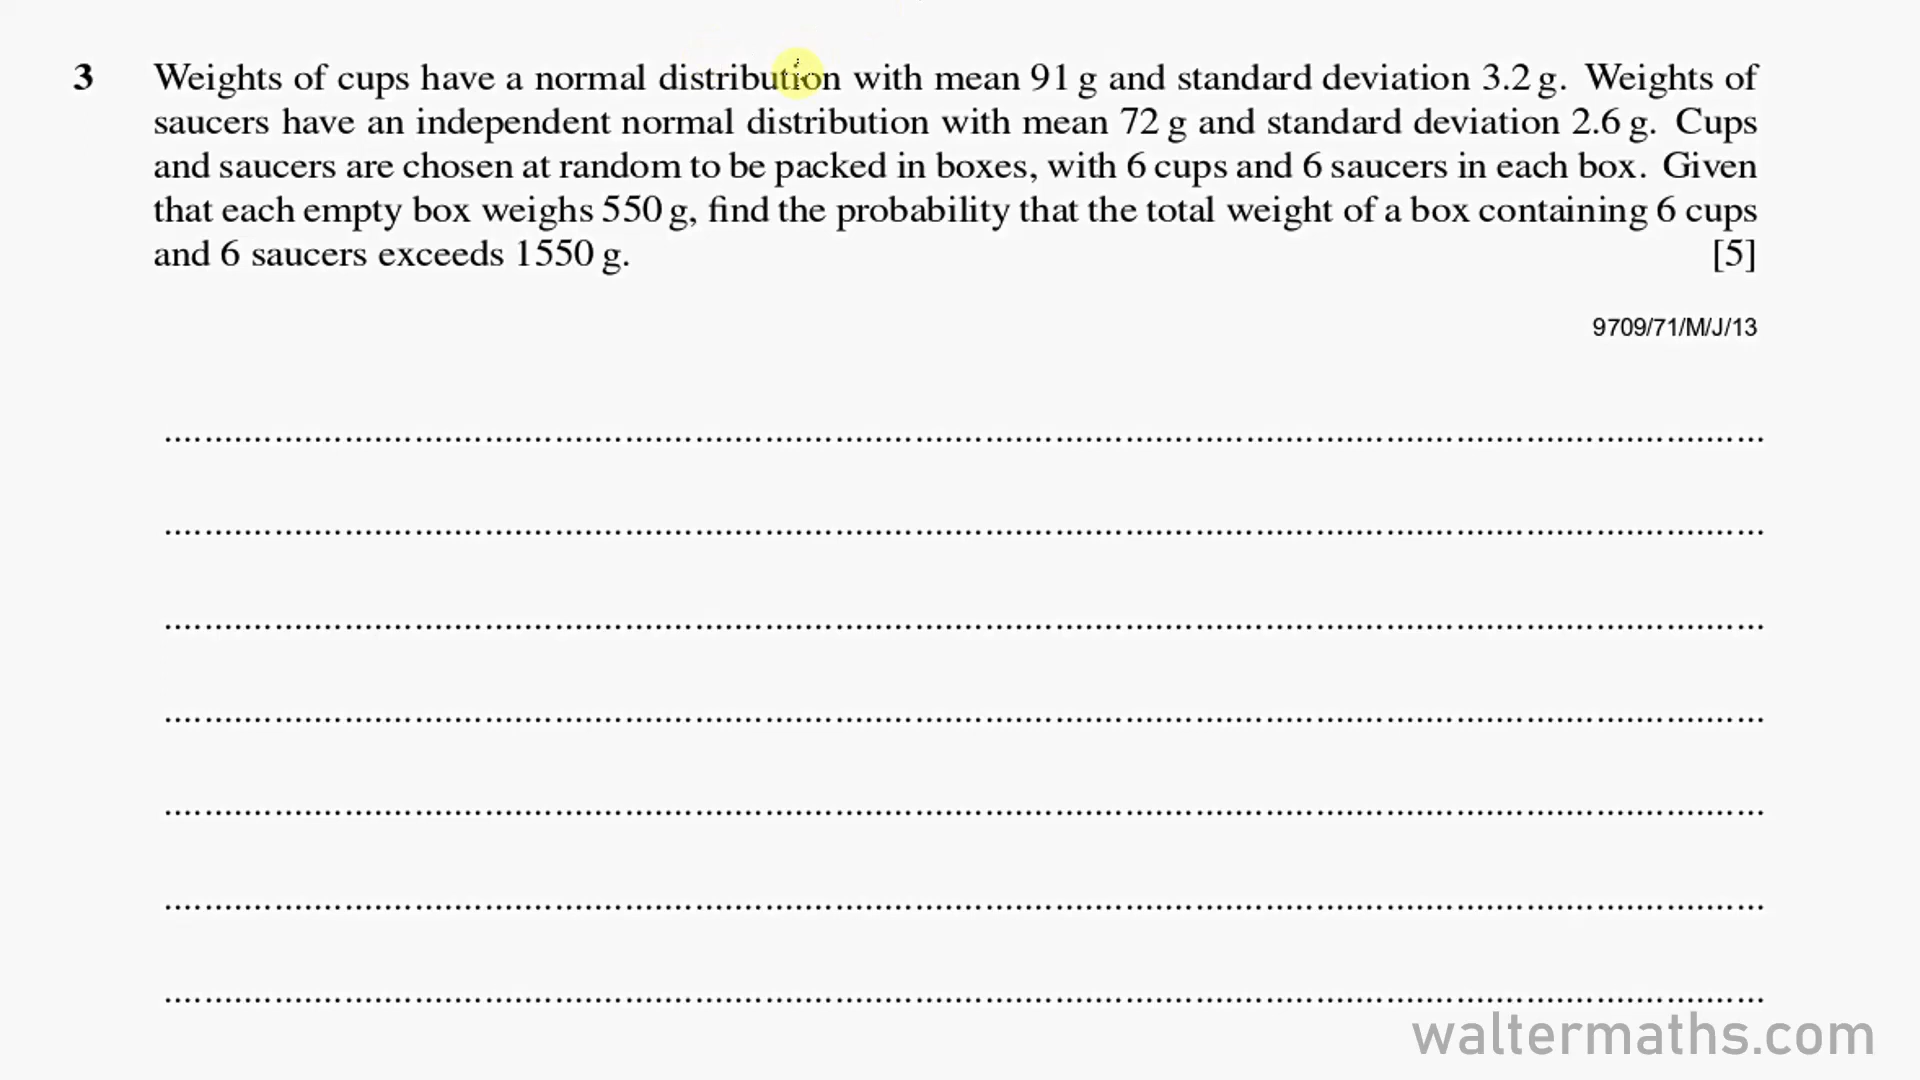 3 Weights of cups have a normal distribution with mean 91 g and standard deviation 3.2 g. Weights of
saucers have an independent normal distribution with mean 72 g and standard deviation 2.6 g. Cups
and saucers are chosen at random to be packed in boxes, with 6 cups and 6 saucers in each box. Given
that each empty box weighs 550 g, find the probability that the total weight of a box containing 6 cups
and 6 saucers exceeds 1550 g. [5]
9709/71/M/J/13
waltermaths.com